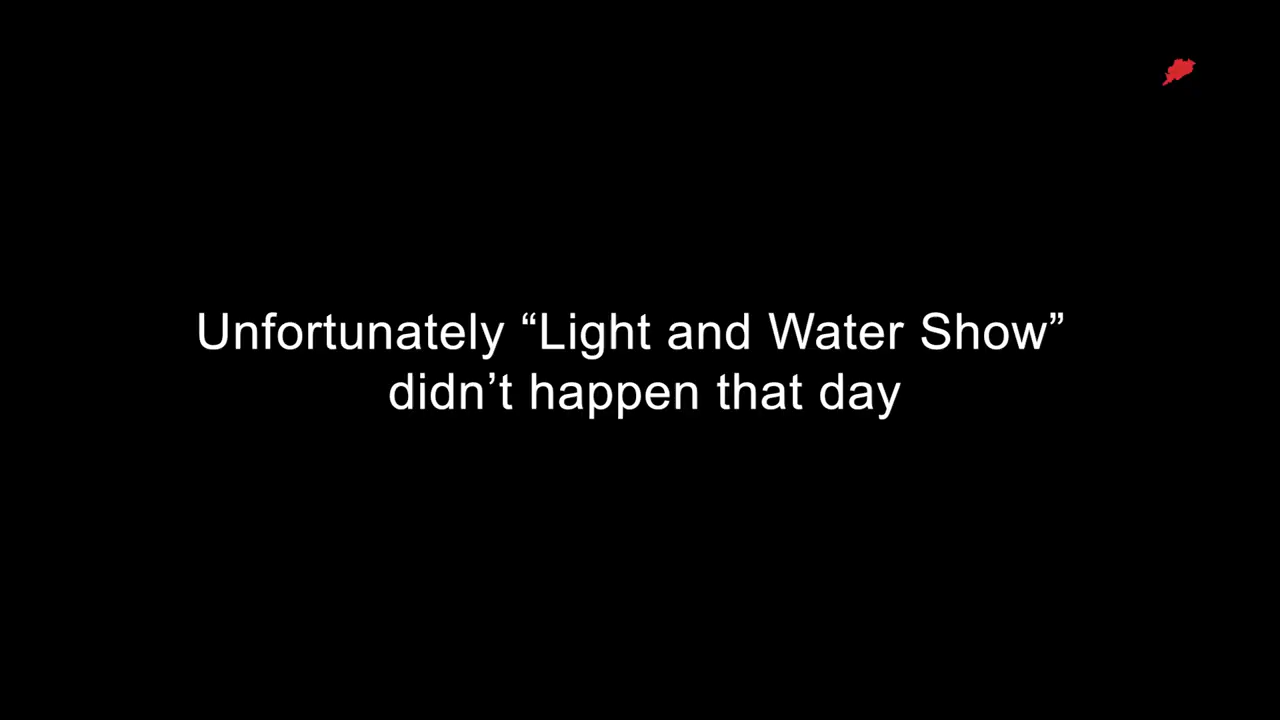 Unfortunately “Light and Water Show”
didn’t happen that day